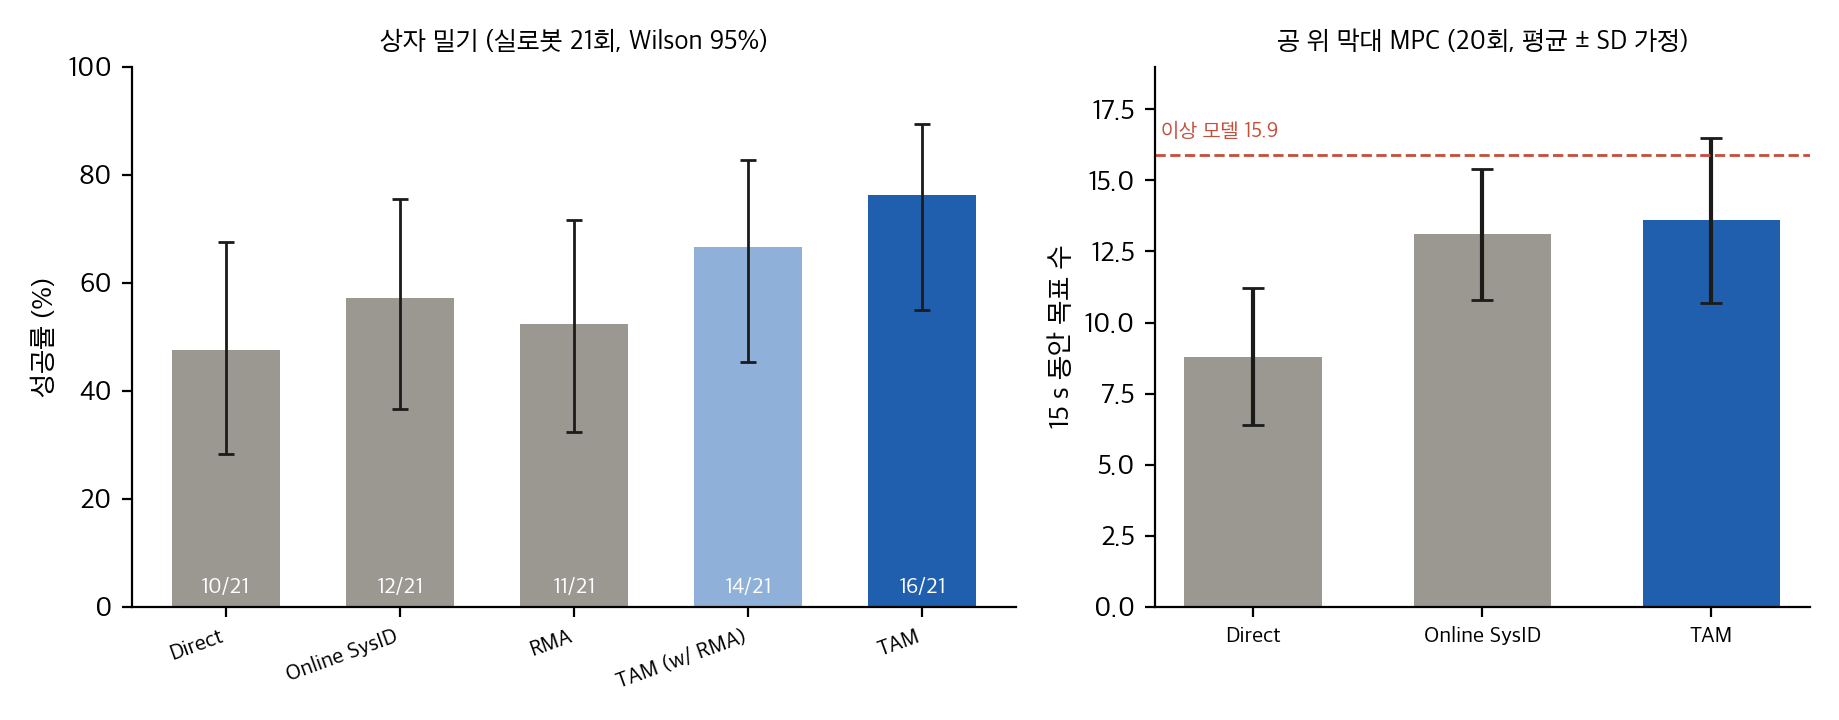 상자 밀기 (실로봇 21회, Wilson 95%)
성공률 (%)
100
80
60
40
20
0
10/21
12/21
11/21
14/21
16/21
Direct
Online SysID
RMA
TAM (w/ RMA)
TAM
공 위 막대 MPC (20회, 평균 ± SD 가정)
15 s 동안 목표 수
17.5
15.0
12.5
10.0
7.5
5.0
2.5
0.0
이상 모델 15.9
Direct
Online SysID
TAM